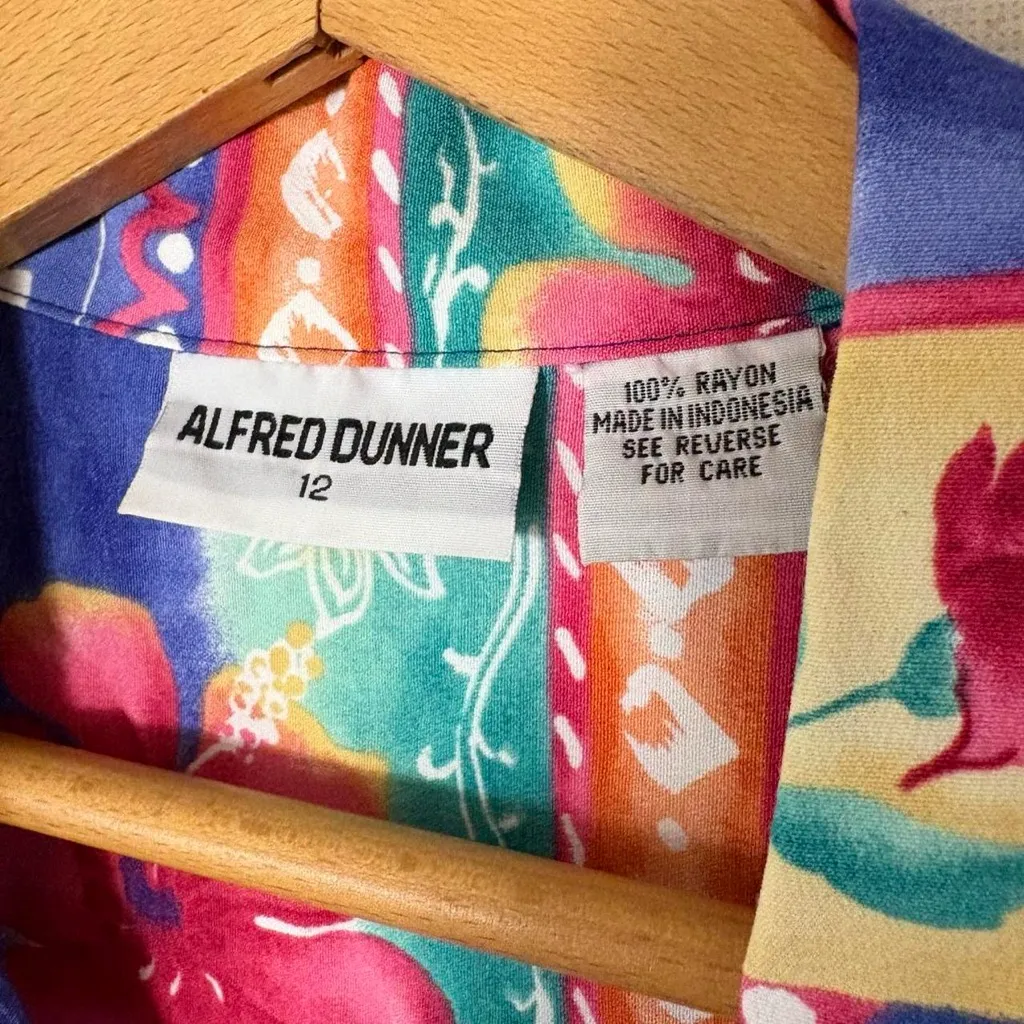 ALFRED DUNNER
12
100% RAYON
MADE IN INDONESIA
SEE REVERSE
FOR CARE